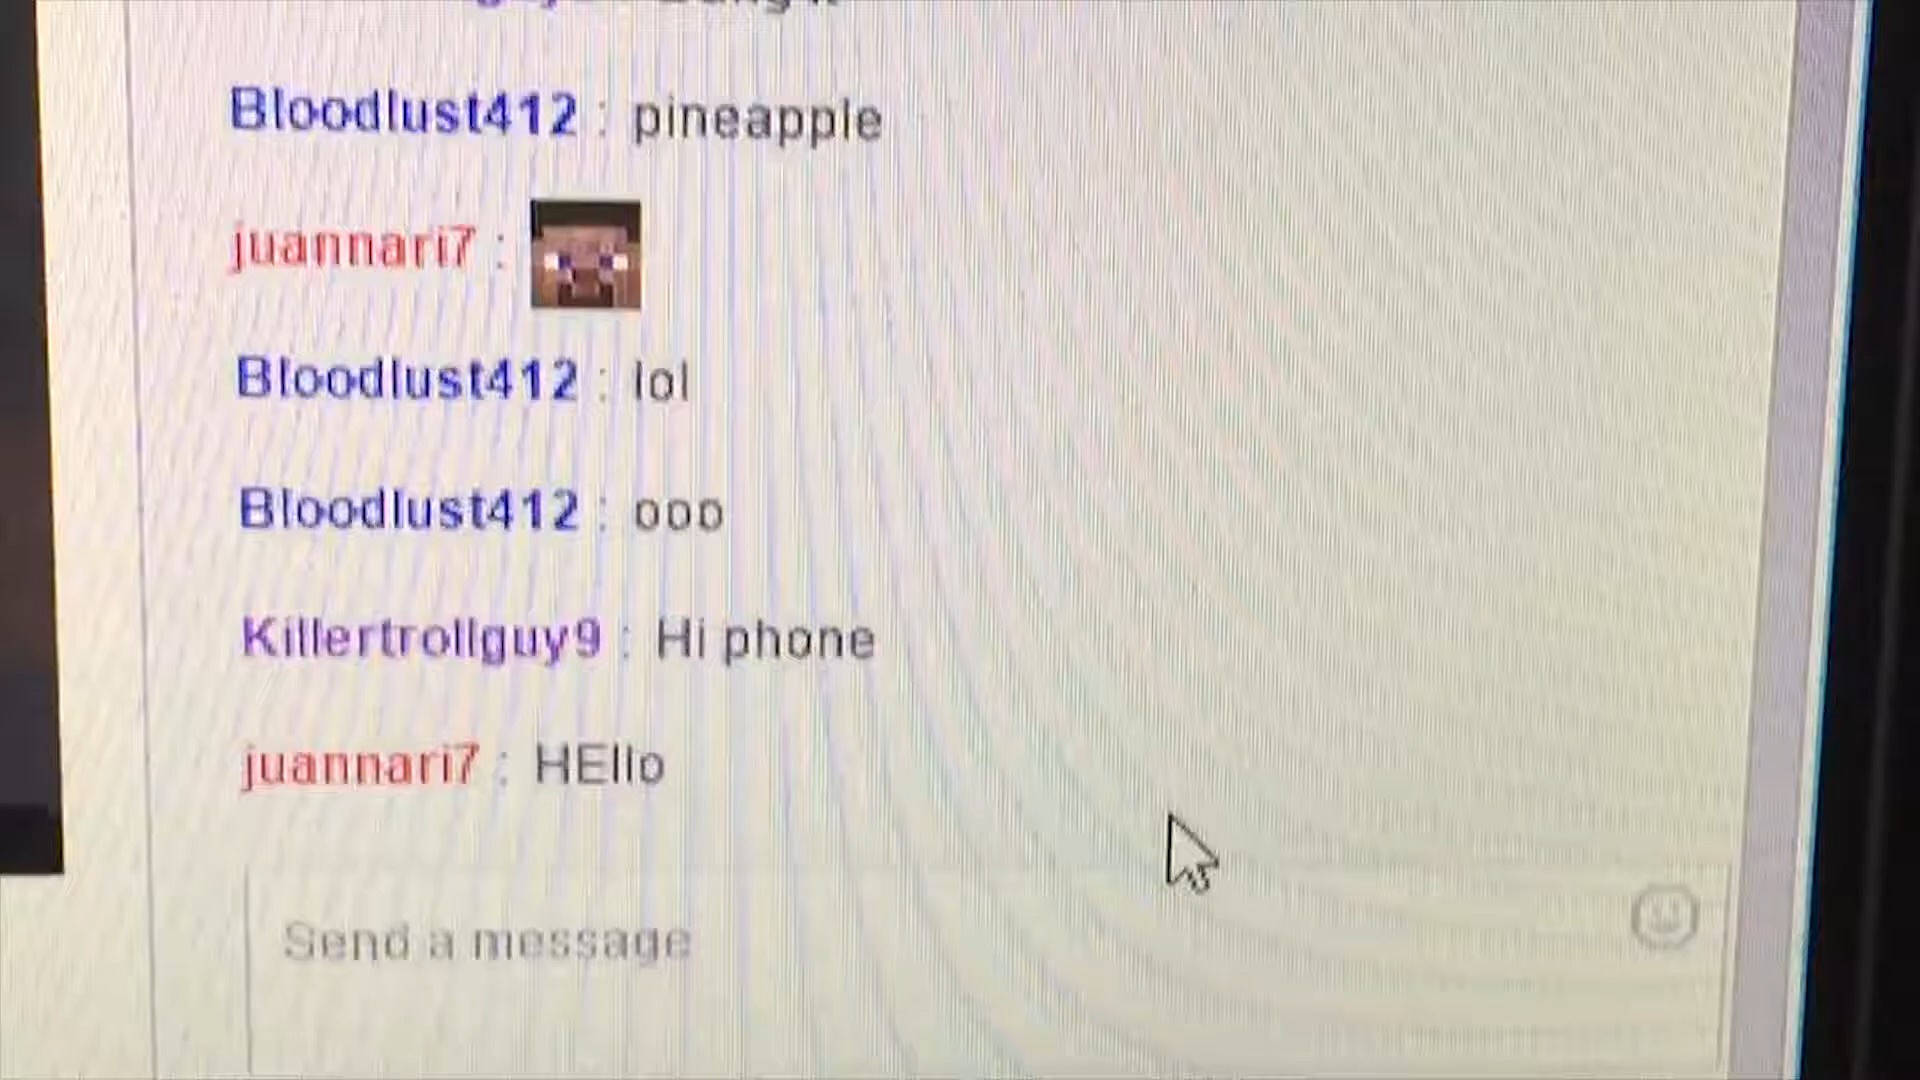 Bloodlust412 : pineapple
juannari7 :
Bloodlust412 : lol
Bloodlust412 : ooo
Killertrollguy9 : Hi phone
juannari7 : HEllo
Send a message